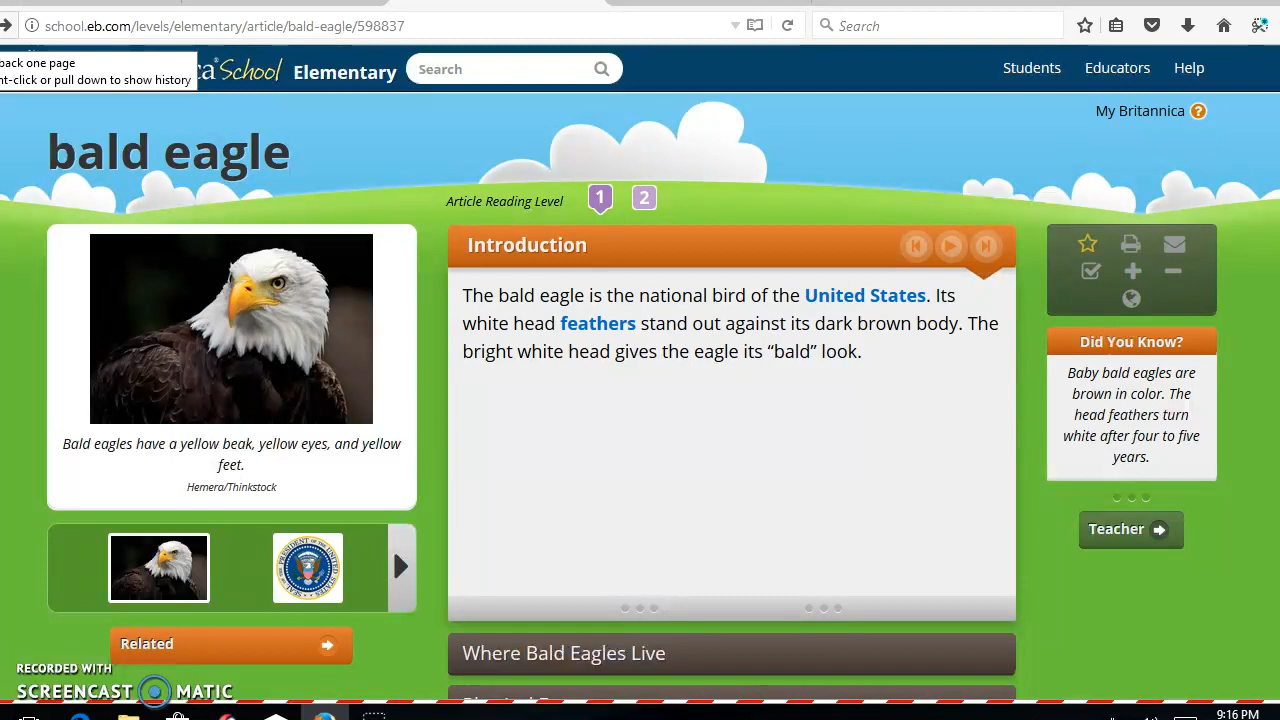 school.eb.com/levels/elementary/article/bald-eagle/598837
Search
back one page
nt-click or pull down to show history
School Elementary
Search
Students Educators Help
My Britannica ?
bald eagle
Article Reading Level 1 2
Introduction
The bald eagle is the national bird of the United States. Its
white head feathers stand out against its dark brown body. The
bright white head gives the eagle its “bald” look.
Bald eagles have a yellow beak, yellow eyes, and yellow
feet.
Hemera/Thinkstock
Did You Know?
Baby bald eagles are
brown in color. The
head feathers turn
white after four to five
years.
Teacher
Related
Where Bald Eagles Live
RECORDED WITH
SCREENCAST MATIC
9:16 PM